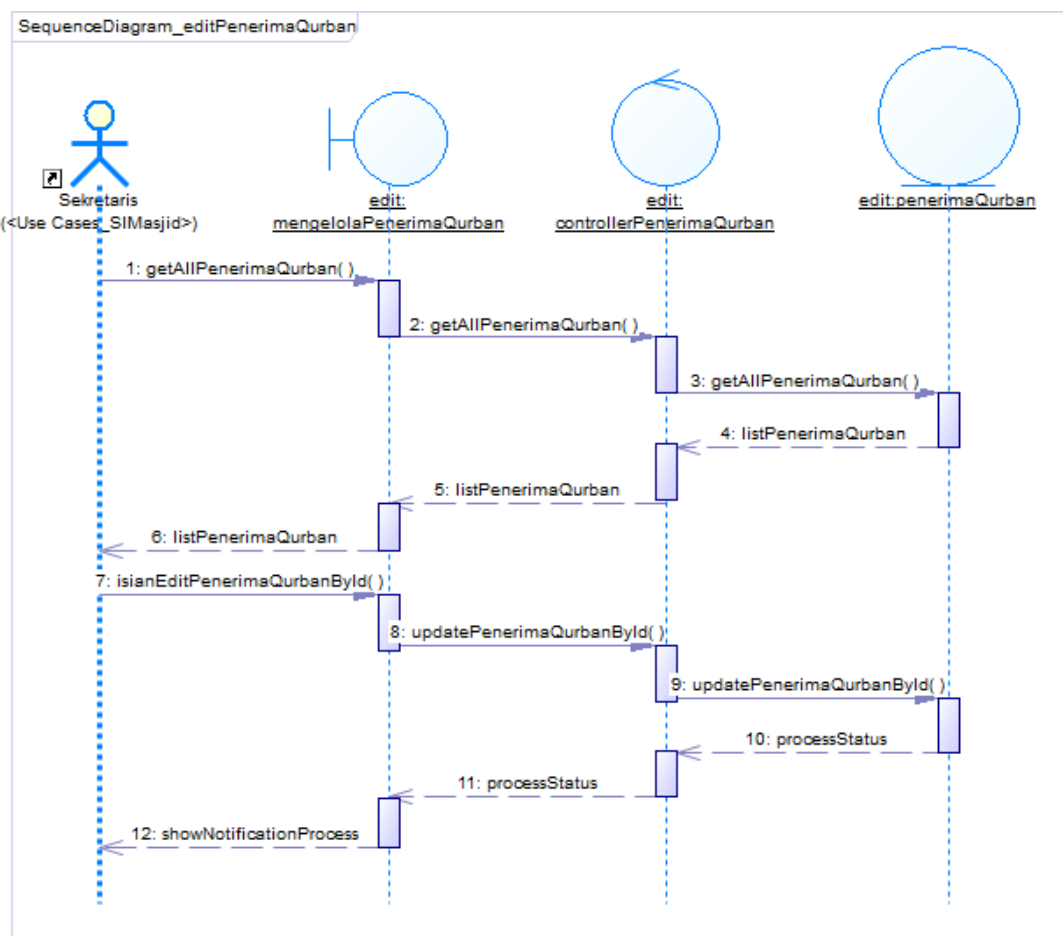 SequenceDiagram_editPenerimaQurban
Sekretaris
(<Use Cases_SIMasjid>)
edit:
mengelolaPenerimaQurban
edit:
controllerPenerimaQurban
edit:penerimaQurban
1: getAllPenerimaQurban( )
2: getAllPenerimaQurban( )
3: getAllPenerimaQurban( )
4: listPenerimaQurban
5: listPenerimaQurban
6: listPenerimaQurban
7: isianEditPenerimaQurbanById( )
8: updatePenerimaQurbanById( )
9: updatePenerimaQurbanById( )
10: processStatus
11: processStatus
12: showNotificationProcess